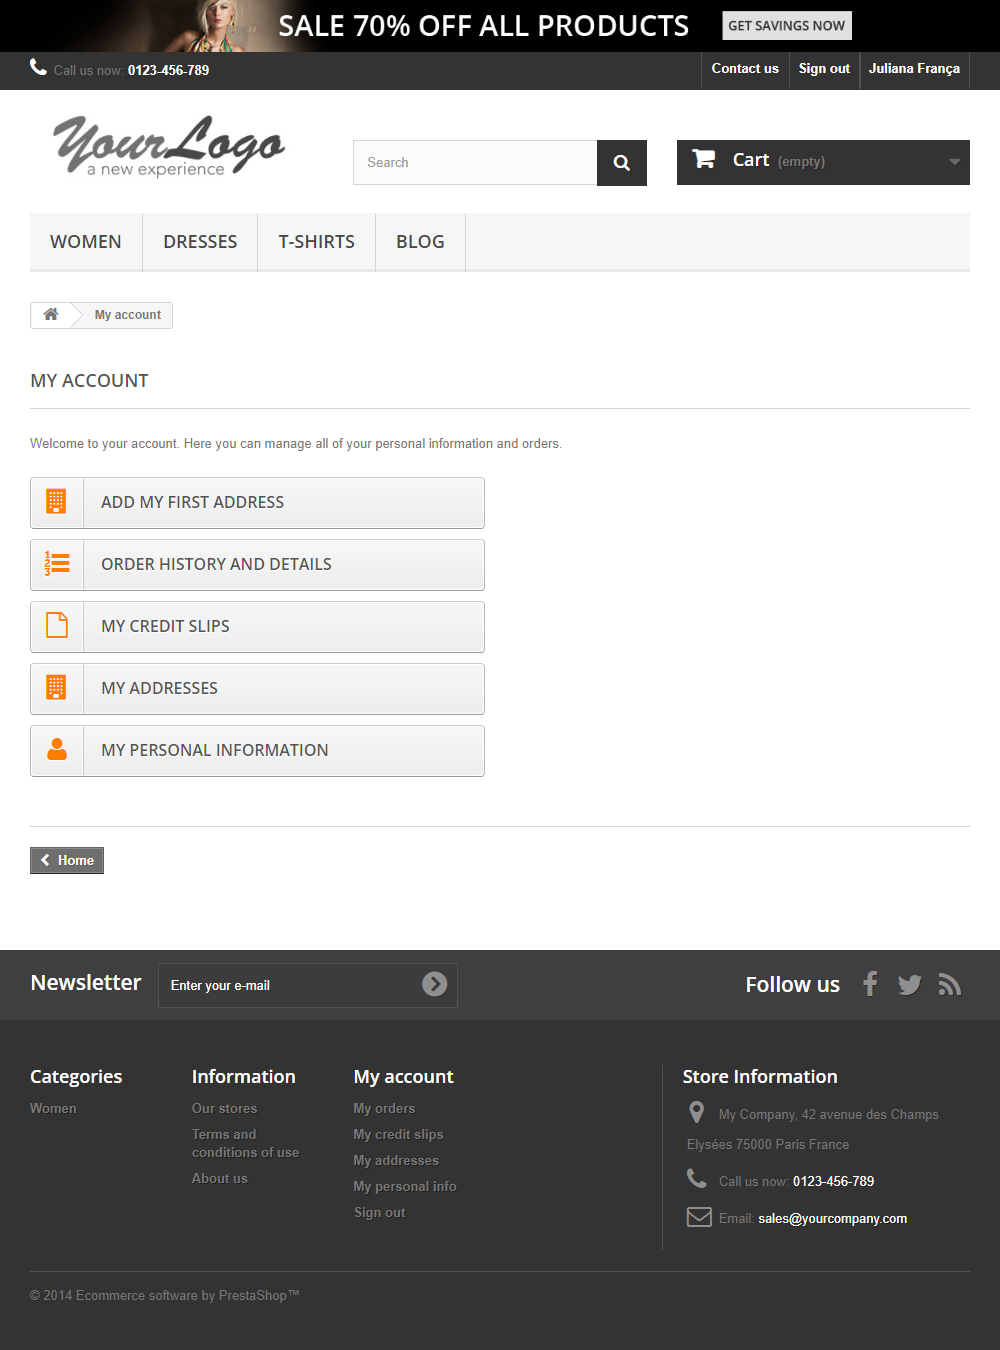 SALE 70% OFF ALL PRODUCTS
GET SAVINGS NOW
Call us now: 0123-456-789
Contact us
Sign out
Juliana França
YourLogo
a new experience
Search
Cart (empty)
WOMEN
DRESSES
T-SHIRTS
BLOG
My account
MY ACCOUNT
Welcome to your account. Here you can manage all of your personal information and orders.
ADD MY FIRST ADDRESS
ORDER HISTORY AND DETAILS
MY CREDIT SLIPS
MY ADDRESSES
MY PERSONAL INFORMATION
Home
Newsletter
Enter your e-mail
Follow us
Categories
Women
Information
Our stores
Terms and
conditions of use
About us
My account
My orders
My credit slips
My addresses
My personal info
Sign out
Store Information
My Company, 42 avenue des Champs
Elysées 75000 Paris France
Call us now: 0123-456-789
Email: sales@yourcompany.com
© 2014 Ecommerce software by PrestaShop™